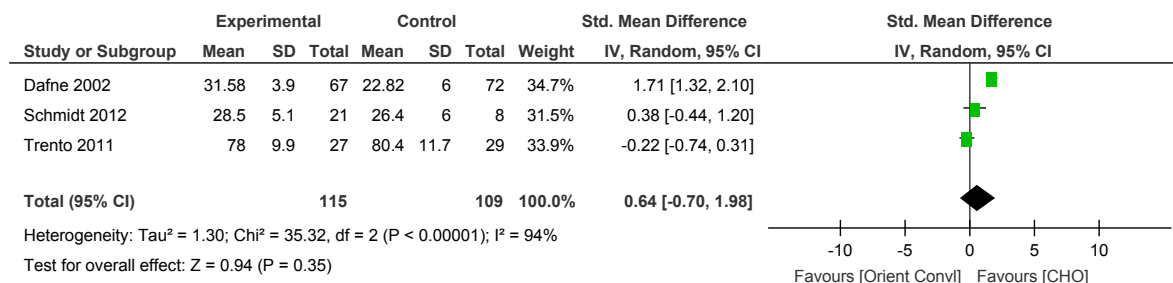 Experimental Control Std. Mean Difference Std. Mean Difference
Study or Subgroup Mean SD Total Mean SD Total Weight IV, Random, 95% CI IV, Random, 95% CI
Dafne 2002 31.58 3.9 67 22.82 6 72 34.7% 1.71 [1.32, 2.10]
Schmidt 2012 28.5 5.1 21 26.4 6 8 31.5% 0.38 [-0.44, 1.20]
Trento 2011 78 9.9 27 80.4 11.7 29 33.9% -0.22 [-0.74, 0.31]
Total (95% CI) 115 109 100.0% 0.64 [-0.70, 1.98]
Heterogeneity: Tau² = 1.30; Chi² = 35.32, df = 2 (P < 0.00001); I² = 94%
Test for overall effect: Z = 0.94 (P = 0.35)
-10 -5 0 5 10
Favours [Orient Convl] Favours [CHO]